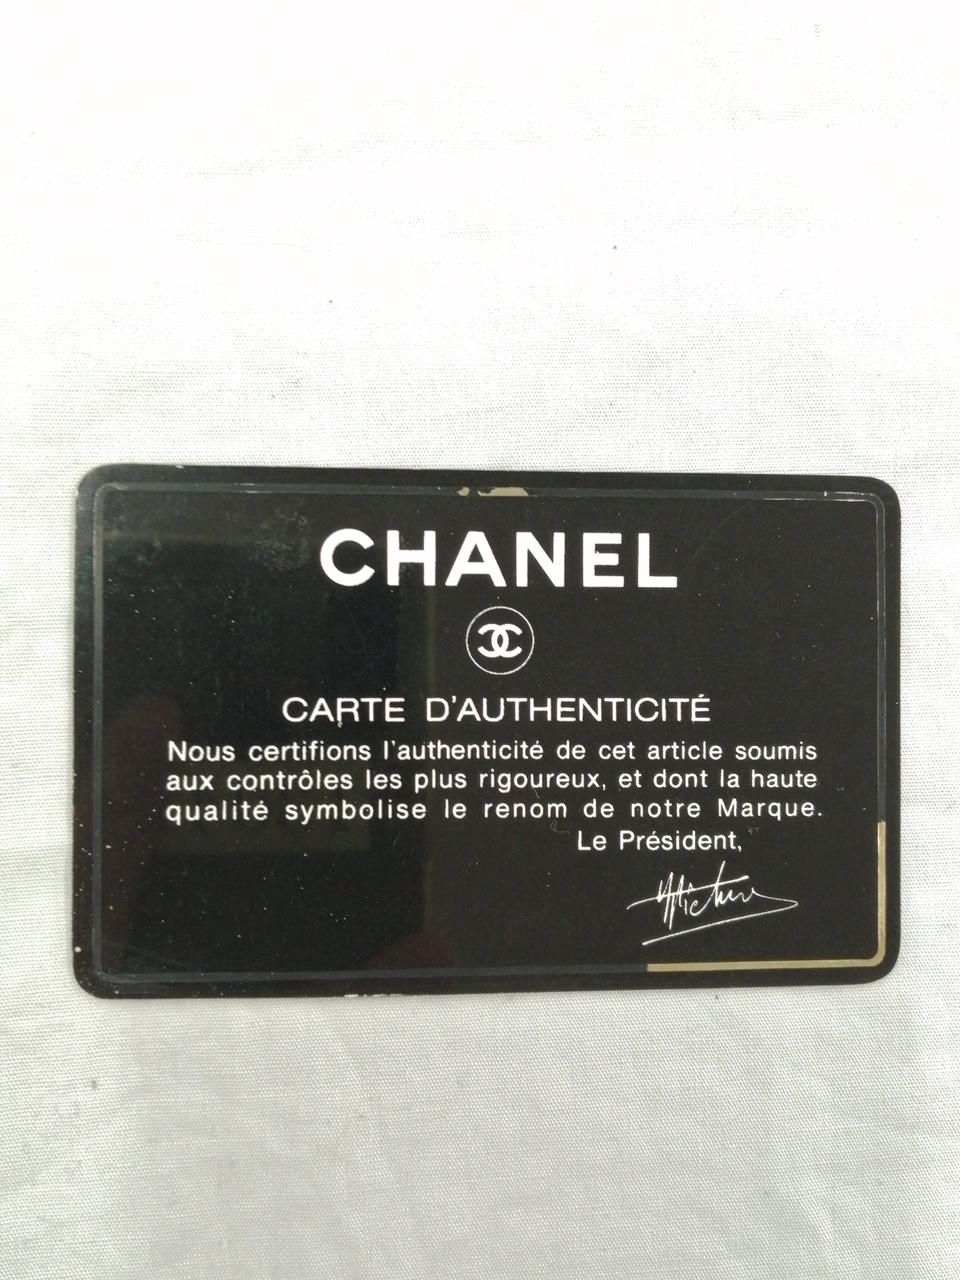 CHANEL
CARTE D'AUTHENTICITÉ
Nous certifions l'authenticité de cet article soumis
aux contrôles les plus rigoureux, et dont la haute
qualité symbolise le renom de notre Marque.
Le Président,